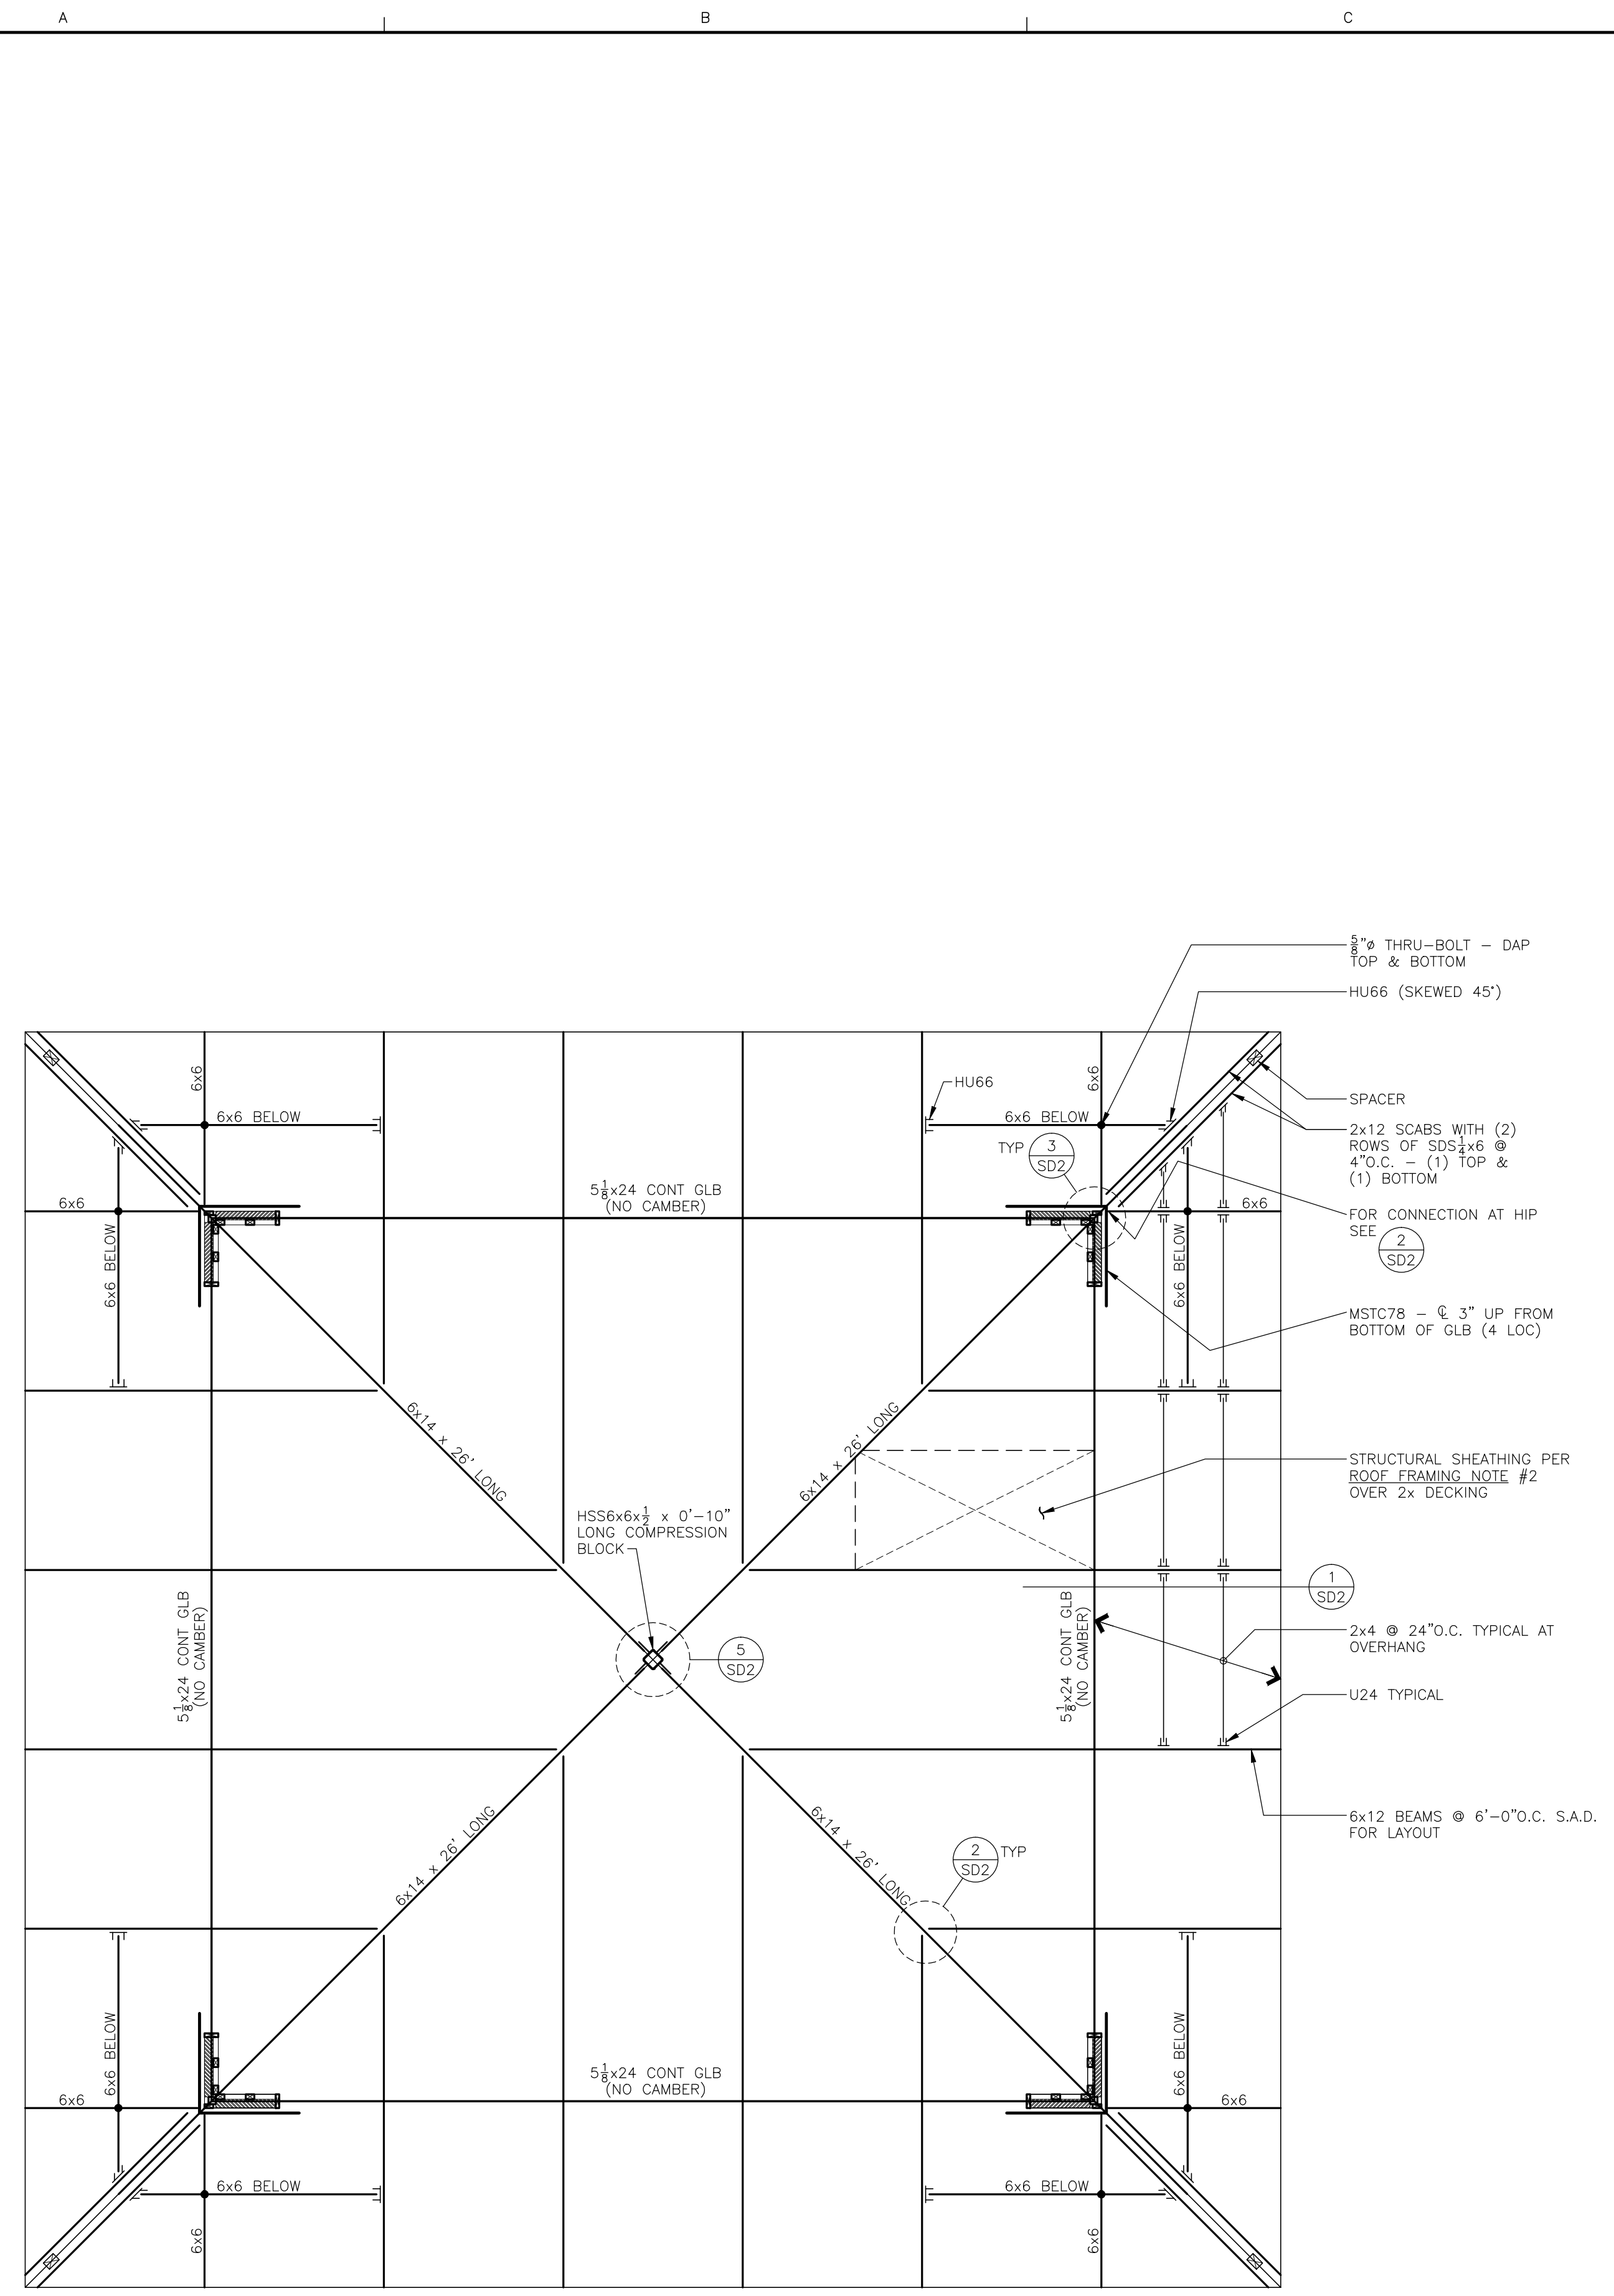 A
B
C
5/8"ø THRU-BOLT - DAP
TOP & BOTTOM
HU66 (SKEWED 45°)
HU66
6x6
6x6
SPACER
6x6 BELOW
6x6 BELOW
2x12 SCABS WITH (2)
ROWS OF SDS1/4x6 @
4"O.C. - (1) TOP &
(1) BOTTOM
TYP
3
SD2
5 1/8x24 CONT GLB
(NO CAMBER)
6x6
6x6
FOR CONNECTION AT HIP
SEE
2
SD2
6x6 BELOW
6x6 BELOW
MSTC78 - ℄ 3" UP FROM
BOTTOM OF GLB (4 LOC)
6x14 x 26' LONG
6x14 x 26' LONG
STRUCTURAL SHEATHING PER
ROOF FRAMING NOTE #2
OVER 2x DECKING
HSS6x6x1/2 x 0'-10"
LONG COMPRESSION
BLOCK
1
SD2
5 1/8x24 CONT GLB
(NO CAMBER)
5 1/8x24 CONT GLB
(NO CAMBER)
5
SD2
2x4 @ 24"O.C. TYPICAL AT
OVERHANG
U24 TYPICAL
6x12 BEAMS @ 6'-0"O.C. S.A.D.
FOR LAYOUT
6x14 x 26' LONG
6x14 x 26' LONG
2
SD2
TYP
6x6 BELOW
6x6 BELOW
5 1/8x24 CONT GLB
(NO CAMBER)
6x6
6x6
6x6 BELOW
6x6 BELOW
6x6
6x6